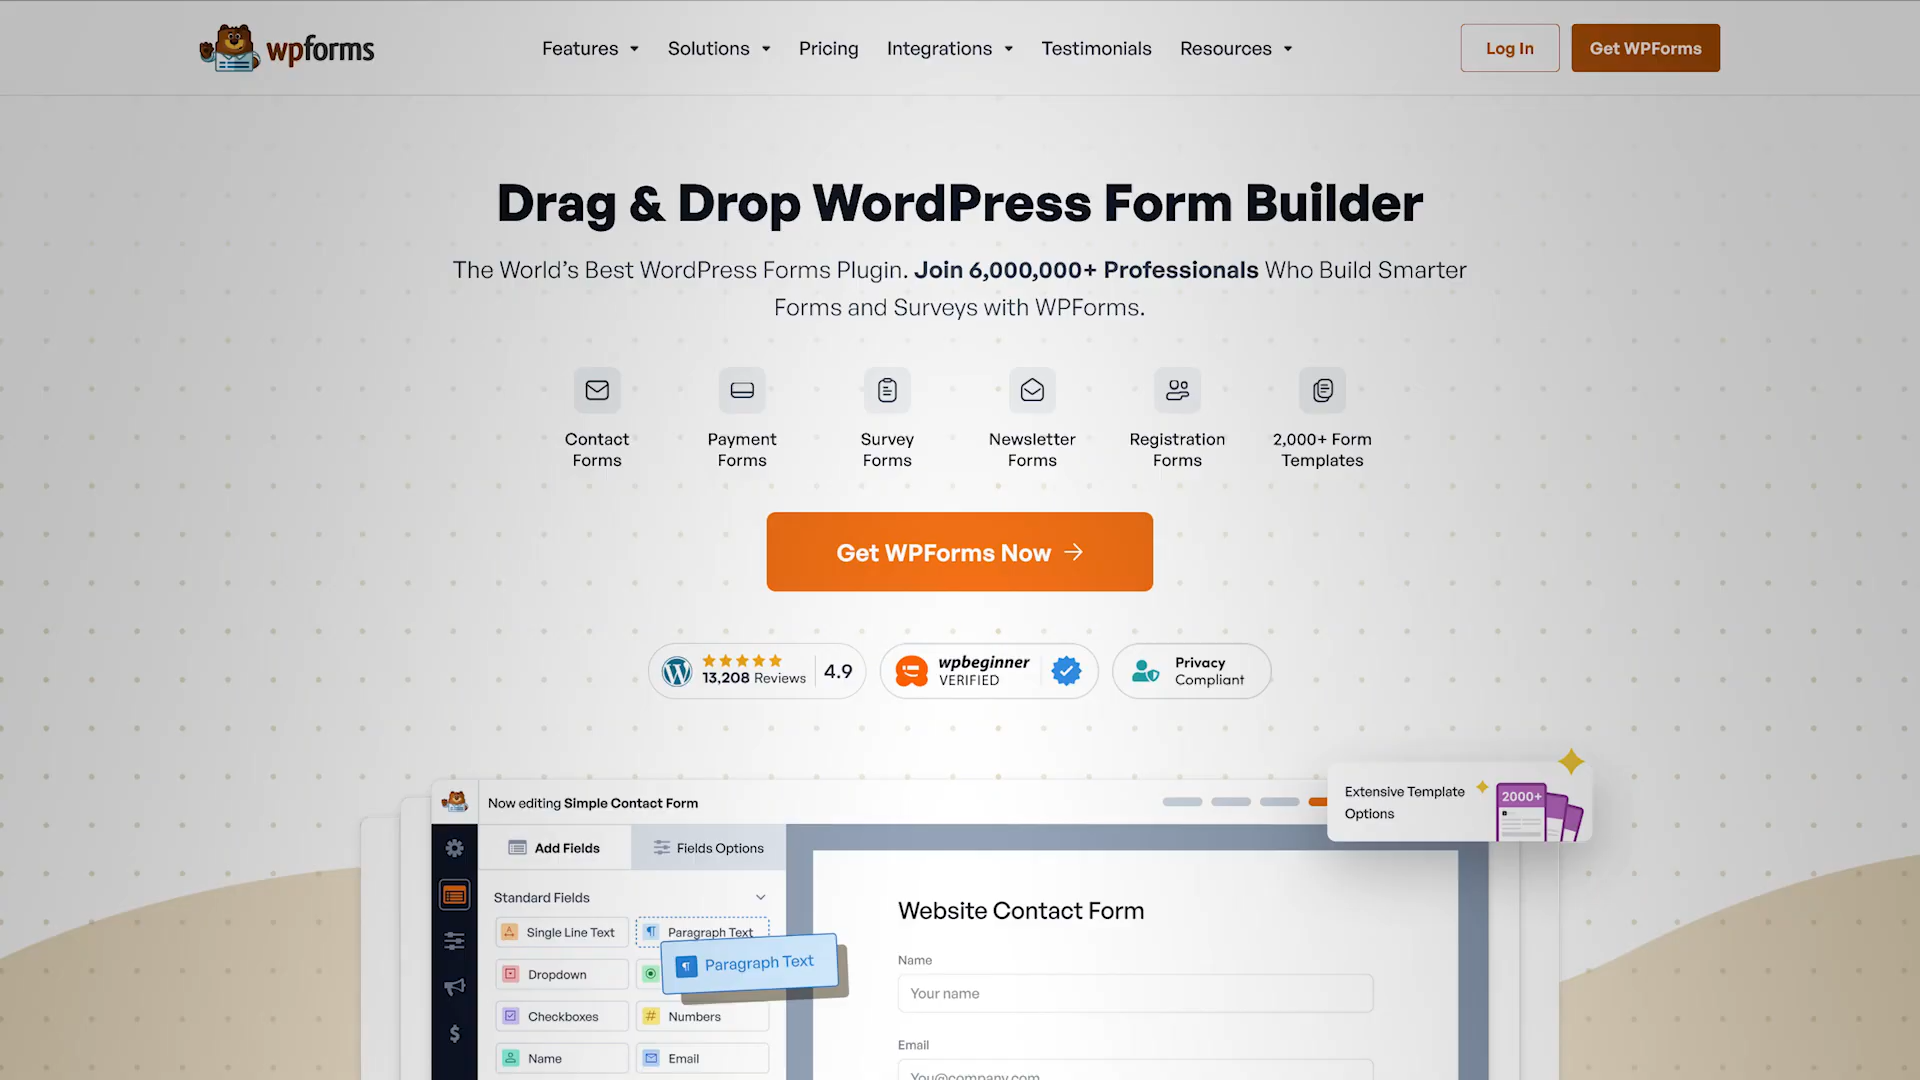 wpforms
Features
Solutions
Pricing
Integrations
Testimonials
Resources
Log In
Get WPForms
Drag & Drop WordPress Form Builder
The World’s Best WordPress Forms Plugin. Join 6,000,000+ Professionals Who Build Smarter
Forms and Surveys with WPForms.
Contact
Forms
Payment
Forms
Survey
Forms
Newsletter
Forms
Registration
Forms
2,000+ Form
Templates
Get WPForms Now
13,208 Reviews
4.9
wpbeginner
VERIFIED
Privacy
Compliant
Extensive Template
Options
2000+
Now editing Simple Contact Form
Add Fields
Fields Options
Standard Fields
Single Line Text
Paragraph Text
Paragraph Text
Dropdown
Checkboxes
Numbers
Name
Email
Website Contact Form
Name
Your name
Email
You@company.com